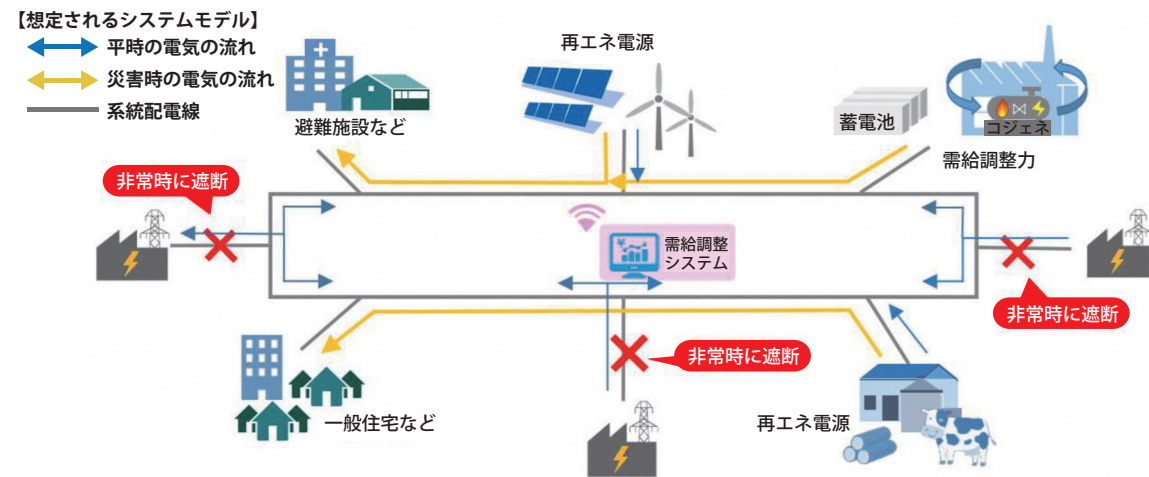 【想定されるシステムモデル】
平時の電気の流れ
災害時の電気の流れ
系統配電線
避難施設など
再エネ電源
蓄電池
コジェネ
需給調整力
非常時に遮断
需給調整
システム
非常時に遮断
非常時に遮断
一般住宅など
再エネ電源